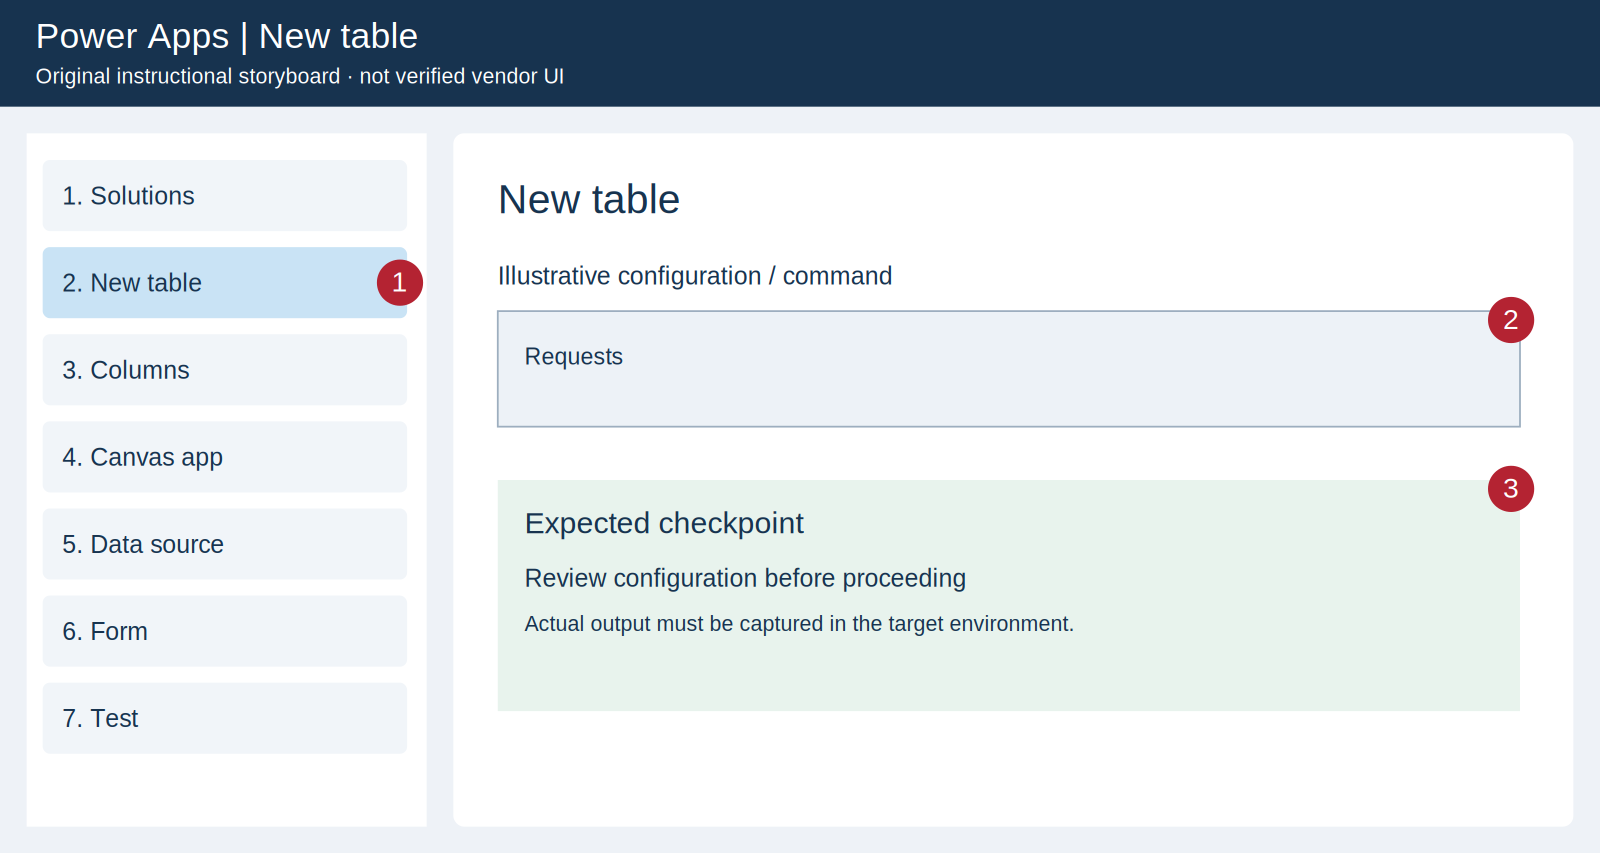 Power Apps | New table
Original instructional storyboard · not verified vendor UI
1. Solutions
2. New table
1
3. Columns
4. Canvas app
5. Data source
6. Form
7. Test
New table
Illustrative configuration / command
2
Requests
3
Expected checkpoint
Review configuration before proceeding
Actual output must be captured in the target environment.